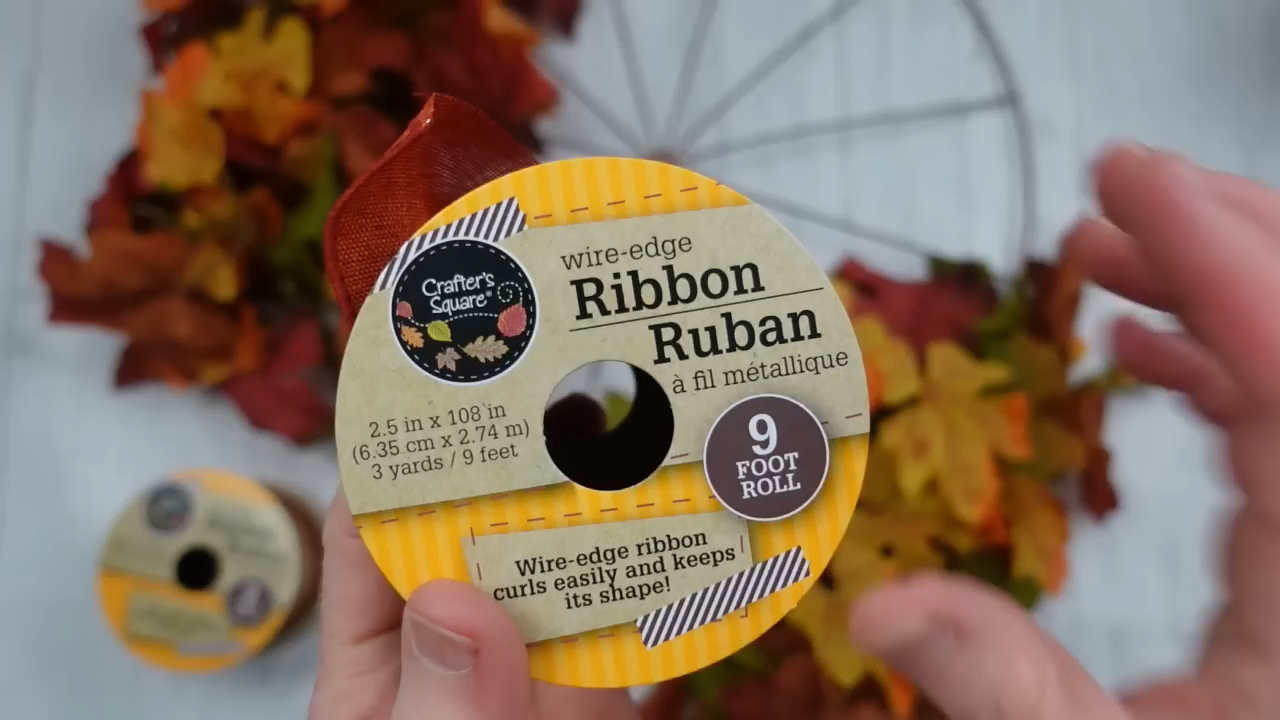 Crafter's
Square®
wire-edge
Ribbon
Ruban
à fil métallique
2.5 in x 108 in
(6.35 cm x 2.74 m)
3 yards / 9 feet
9
FOOT
ROLL
Wire-edge ribbon
curls easily and keeps
its shape!